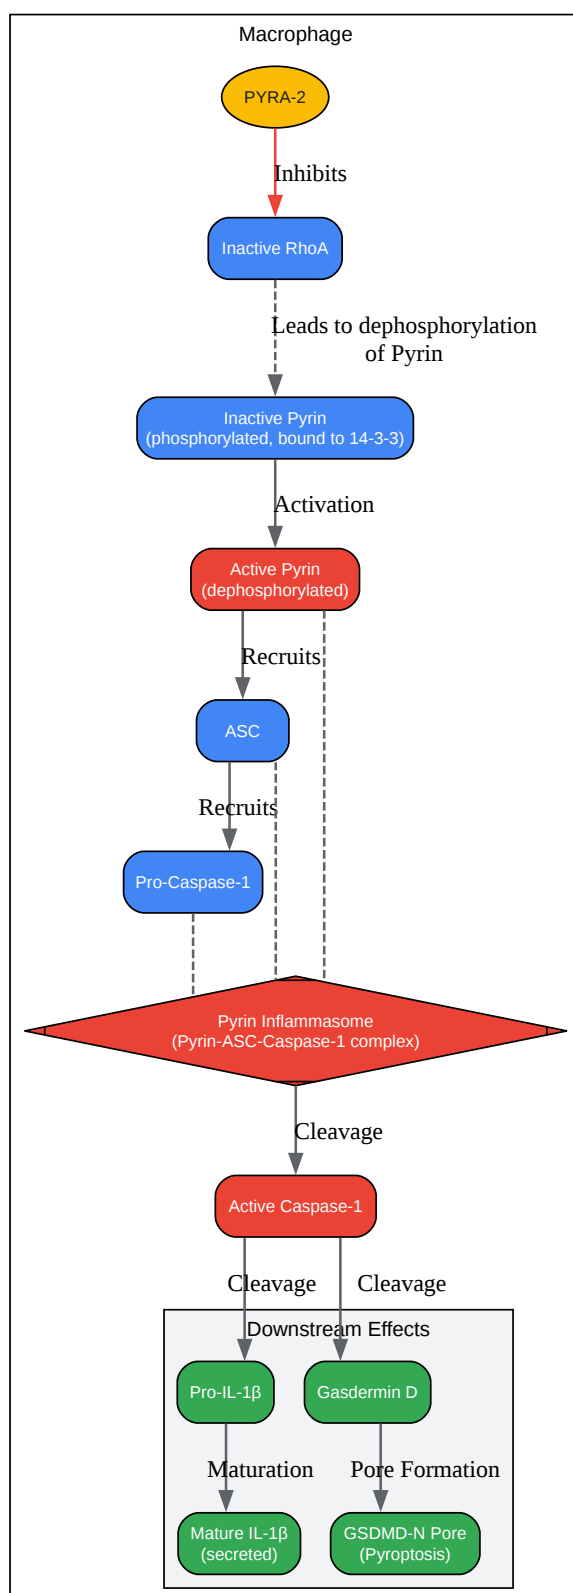 Macrophage
PYRA-2
Inhibits
Inactive RhoA
Leads to dephosphorylation
of Pyrin
Inactive Pyrin
(phosphorylated, bound to 14-3-3)
Activation
Active Pyrin
(dephosphorylated)
Recruits
ASC
Recruits
Pro-Caspase-1
Pyrin Inflammasome
(Pyrin-ASC-Caspase-1 complex)
Cleavage
Active Caspase-1
Cleavage
Cleavage
Downstream Effects
Pro-IL-1β
Gasdermin D
Maturation
Pore Formation
Mature IL-1β
(secreted)
GSDMD-N Pore
(Pyroptosis)